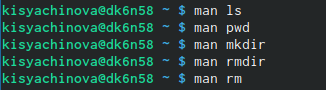 kisyachinova@dk6n58 ~ $ man ls
kisyachinova@dk6n58 ~ $ man pwd
kisyachinova@dk6n58 ~ $ man mkdir
kisyachinova@dk6n58 ~ $ man rmdir
kisyachinova@dk6n58 ~ $ man rm